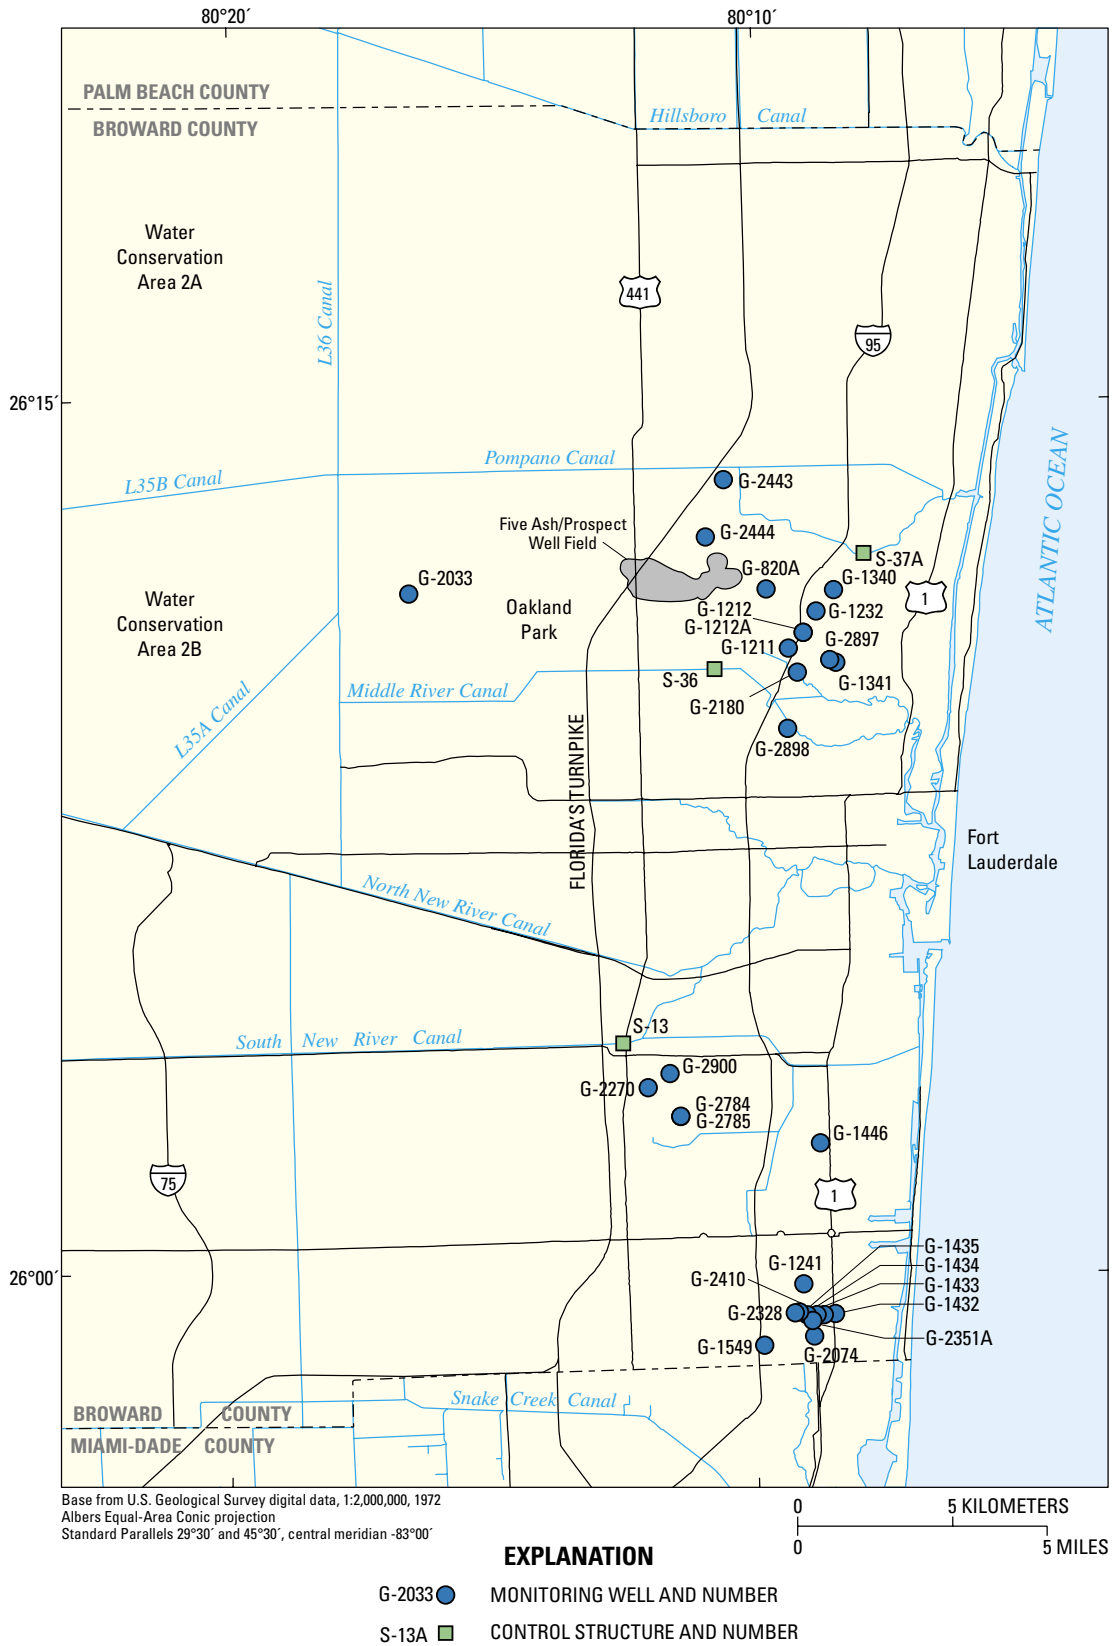 80°20´
80°10´
PALM BEACH COUNTY
BROWARD COUNTY
Hillsboro Canal
Water
Conservation
Area 2A
L36 Canal
441
95
26°15´
Pompano Canal
L35B Canal
G-2443
ATLANTIC OCEAN
Five Ash/Prospect
Well Field
G-2444
S-37A
G-820A
G-2033
G-1340
1
Water
Conservation
Area 2B
Oakland
Park
G-1212
G-1212A
G-1232
G-1211
G-2897
S-36
G-1341
Middle River Canal
G-2180
L35A Canal
G-2898
FLORIDA'S TURNPIKE
Fort
Lauderdale
North New River Canal
S-13
South New River Canal
G-2900
G-2270
G-2784
G-2785
G-1446
75
1
G-1435
G-1434
G-1433
G-1432
26°00´
G-1241
G-2410
G-2328
G-2351A
G-1549
G-2074
Snake Creek Canal
BROWARD COUNTY
MIAMI-DADE COUNTY
Base from U.S. Geological Survey digital data, 1:2,000,000, 1972
Albers Equal-Area Conic projection
Standard Parallels 29°30´ and 45°30´, central meridian -83°00´
0 5 KILOMETERS
0 5 MILES
EXPLANATION
G-2033 MONITORING WELL AND NUMBER
S-13A CONTROL STRUCTURE AND NUMBER